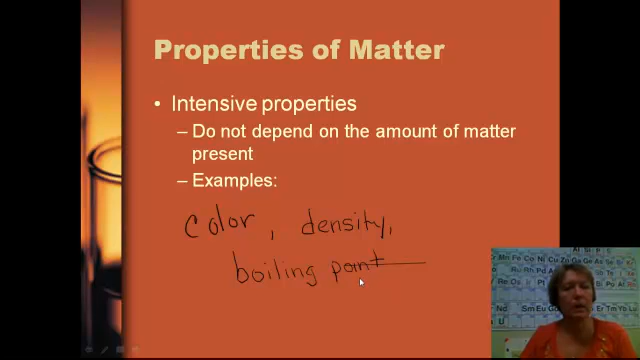 Properties of Matter
• Intensive properties
– Do not depend on the amount of matter
present
– Examples:
color, density,
boiling point